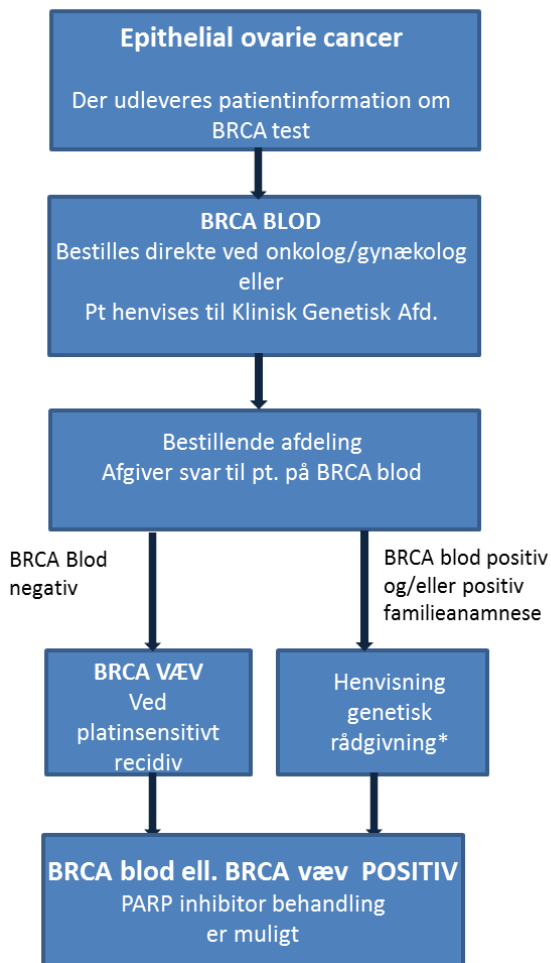 Epithelial ovarie cancer
Der udleveres patientinformation om
BRCA test
BRCA BLOD
Bestilles direkte ved onkolog/gynækolog
eller
Pt henvises til Klinisk Genetisk Afd.
Bestillende afdeling
Afgiver svar til pt. på BRCA blod
BRCA Blod
negativ
BRCA blod positiv
og/eller positiv
familieanamnese
BRCA VÆV
Ved
platinsensitivt
recidiv
Henvisning
genetisk
rådgivning*
BRCA blod ell. BRCA væv POSITIV
PARP inhibitor behandling
er muligt